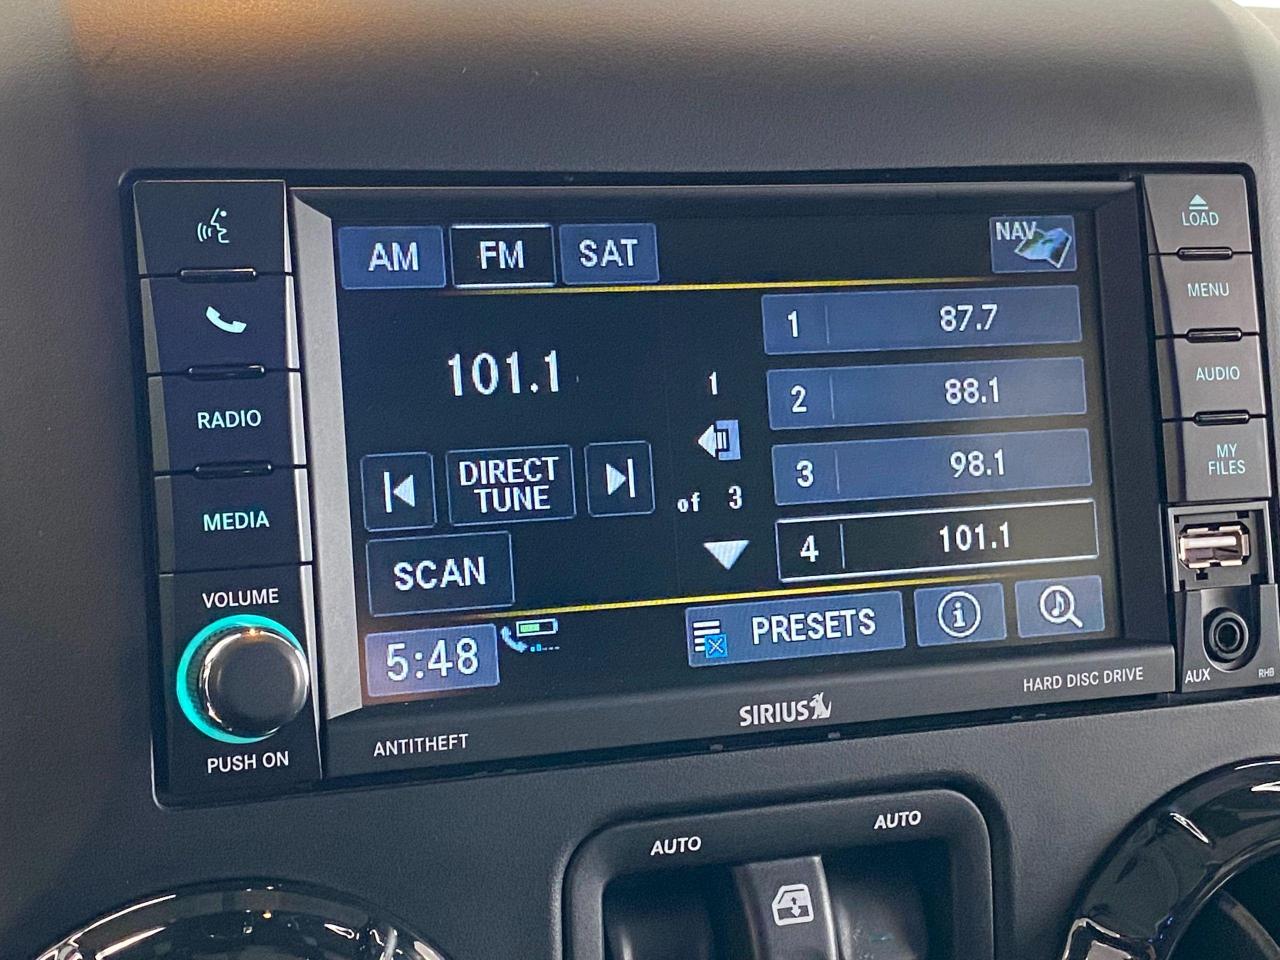 AM
FM
SAT
NAV
101.1
1
of 3
1 87.7
2 88.1
3 98.1
4 101.1
DIRECT
TUNE
SCAN
5:48
PRESETS
i
RADIO
MEDIA
VOLUME
PUSH ON
LOAD
MENU
AUDIO
MY
FILES
AUX
RHB
ANTITHEFT
SIRIUS
HARD DISC DRIVE
AUTO
AUTO